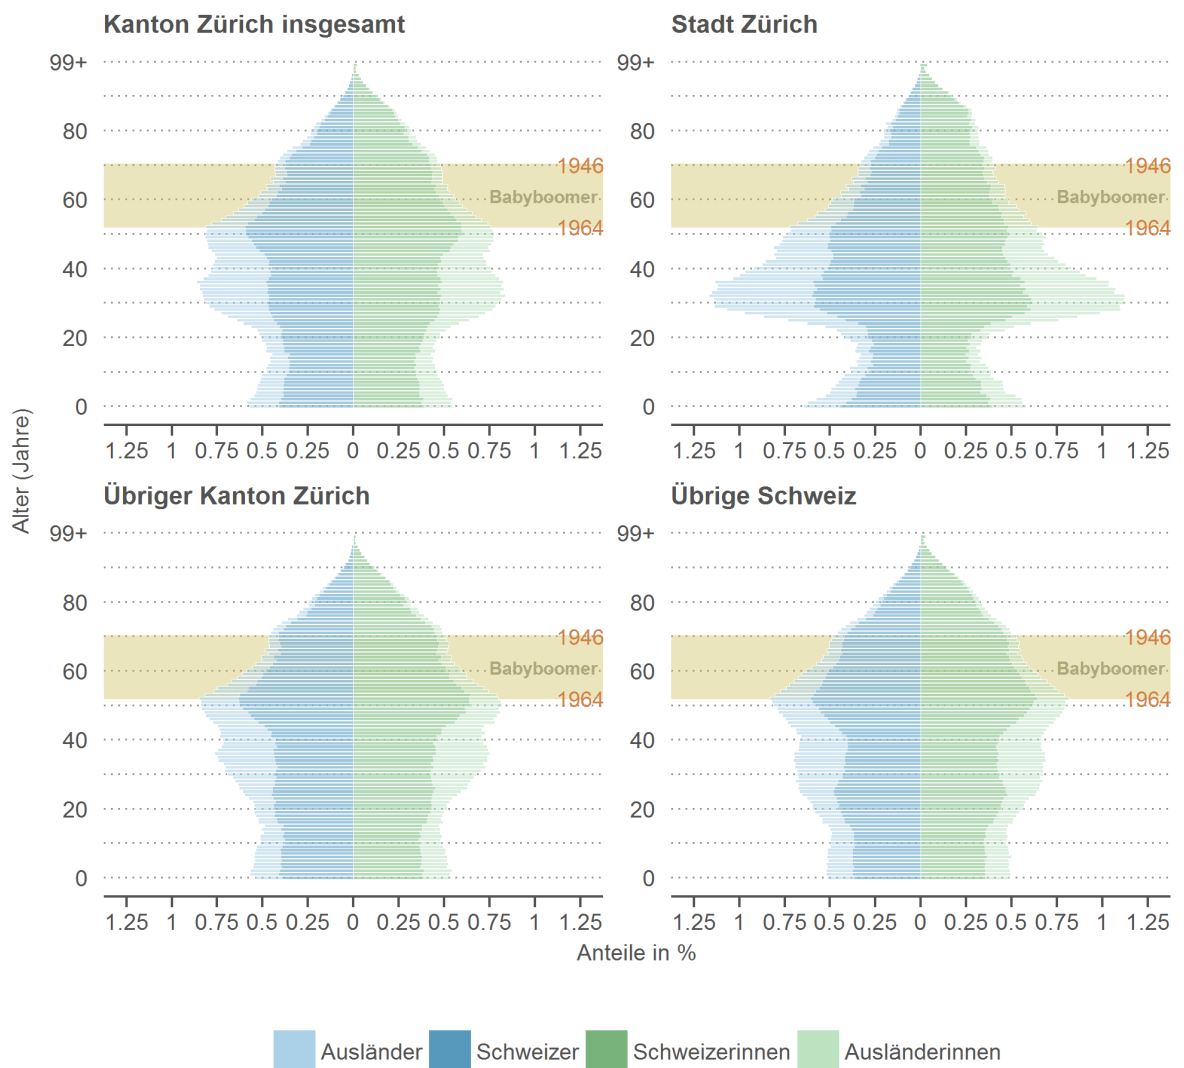 Kanton Zürich insgesamt
99+
80
60
40
20
0
1946
Babyboomer
1964
1.25 1 0.75 0.5 0.25 0 0.25 0.5 0.75 1 1.25
Stadt Zürich
99+
80
60
40
20
0
1946
Babyboomer
1964
1.25 1 0.75 0.5 0.25 0 0.25 0.5 0.75 1 1.25
Alter (Jahre)
Übriger Kanton Zürich
99+
80
60
40
20
0
1946
Babyboomer
1964
1.25 1 0.75 0.5 0.25 0 0.25 0.5 0.75 1 1.25
Übrige Schweiz
99+
80
60
40
20
0
1946
Babyboomer
1964
1.25 1 0.75 0.5 0.25 0 0.25 0.5 0.75 1 1.25
Anteile in %
Ausländer Schweizer Schweizerinnen Ausländerinnen